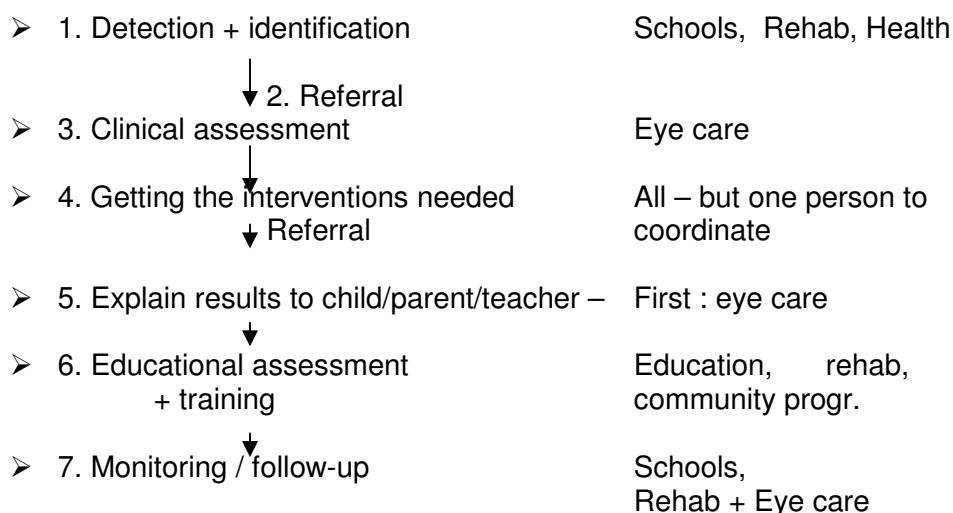 ➢ 1. Detection + identification Schools, Rehab, Health
2. Referral
➢ 3. Clinical assessment Eye care
➢ 4. Getting the interventions needed All – but one person to
Referral coordinate
➢ 5. Explain results to child/parent/teacher – First : eye care
➢ 6. Educational assessment Education, rehab,
+ training community progr.
➢ 7. Monitoring / follow-up Schools,
Rehab + Eye care